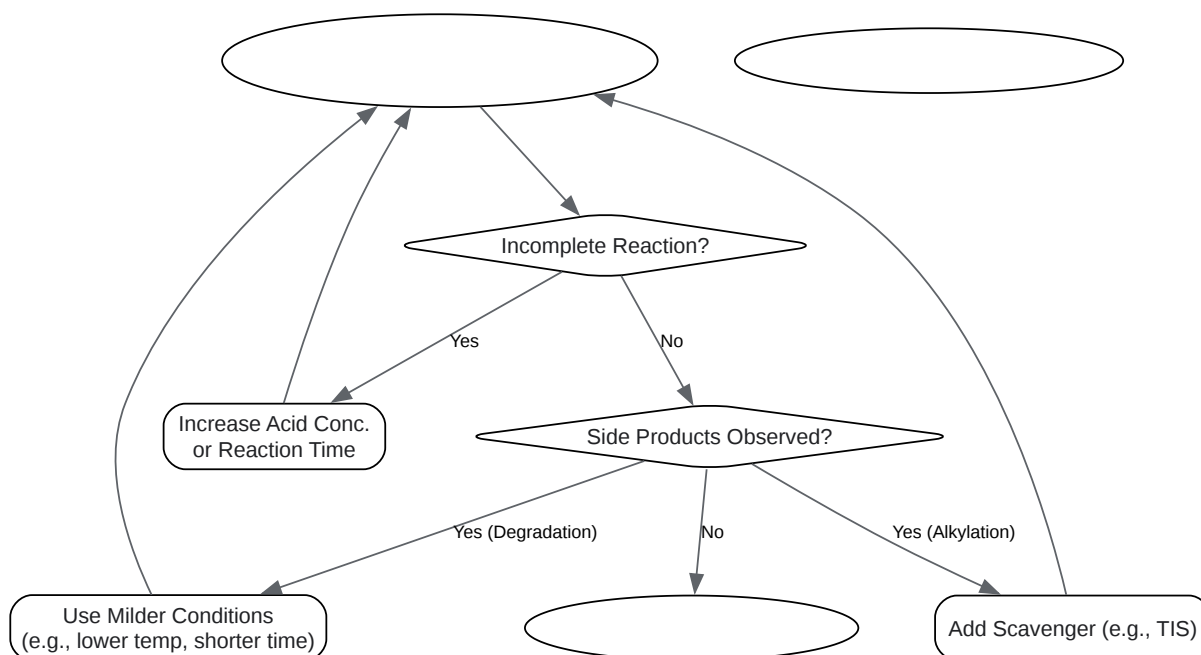 Incomplete Reaction?
Yes
No
Increase Acid Conc.
or Reaction Time
Side Products Observed?
Yes (Degradation)
No
Yes (Alkylation)
Use Milder Conditions
(e.g., lower temp, shorter time)
Add Scavenger (e.g., TIS)